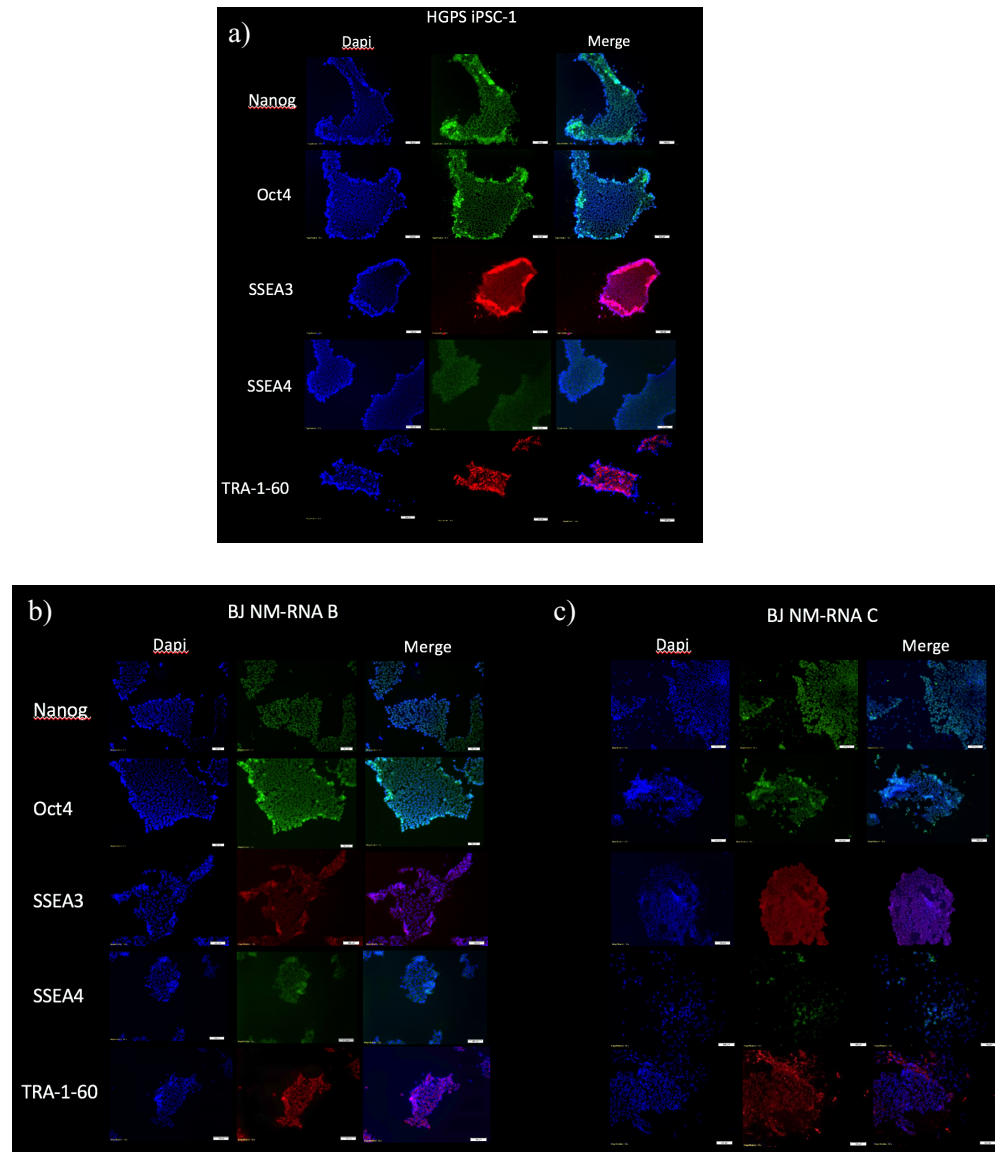 HGPS iPSC-1
a)
Dapi
Merge
Nanog
Oct4
SSEA3
SSEA4
TRA-1-60
b)
BJ NM-RNA B
Dapi
Merge
Nanog
Oct4
SSEA3
SSEA4
TRA-1-60
c)
BJ NM-RNA C
Dapi
Merge